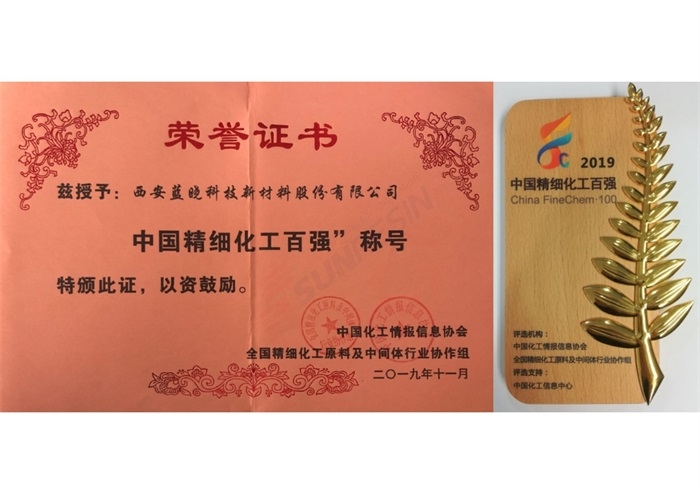 荣誉证书
兹授予：西安蓝晓科技新材料股份有限公司
中国精细化工百强”称号
特颁此证，以资鼓励。
中国化工情报信息协会
全国精细化工原料及中间体行业协作组
二〇一九年十一月
SUNRESIN
2019
中国精细化工百强
China FineChem·100
评选机构：
中国化工情报信息协会
全国精细化工原料及中间体行业协作组
评选支持：
中国化工信息中心